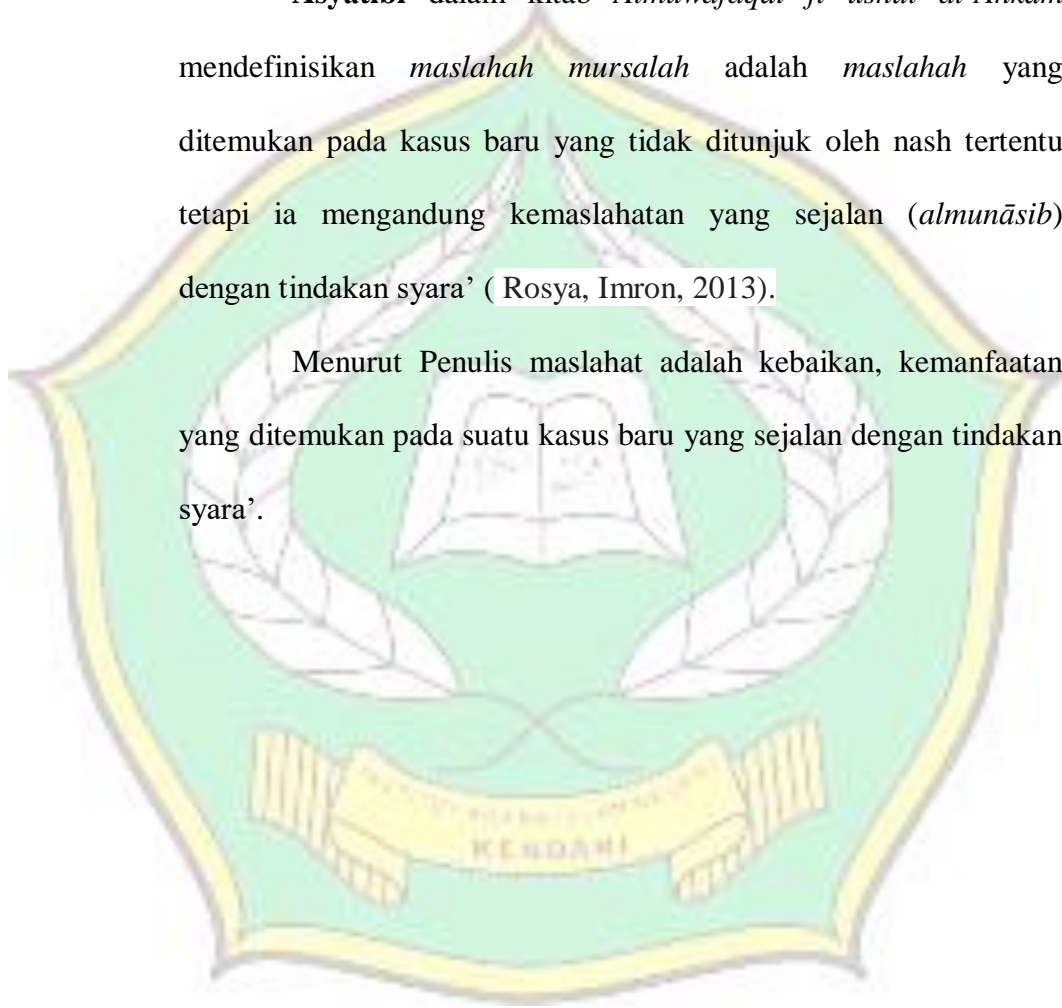 Asyatibi dalam kitab Almuwafaqat fi ushul al-Ahkam
mendefinisikan maslahah mursalah adalah maslahah yang
ditemukan pada kasus baru yang tidak ditunjuk oleh nash tertentu
tetapi ia mengandung kemaslahatan yang sejalan (almunāsib)
dengan tindakan syara’ ( Rosya, Imron, 2013).
Menurut Penulis maslahat adalah kebaikan, kemanfaatan
yang ditemukan pada suatu kasus baru yang sejalan dengan tindakan
syara’.
KENDARI